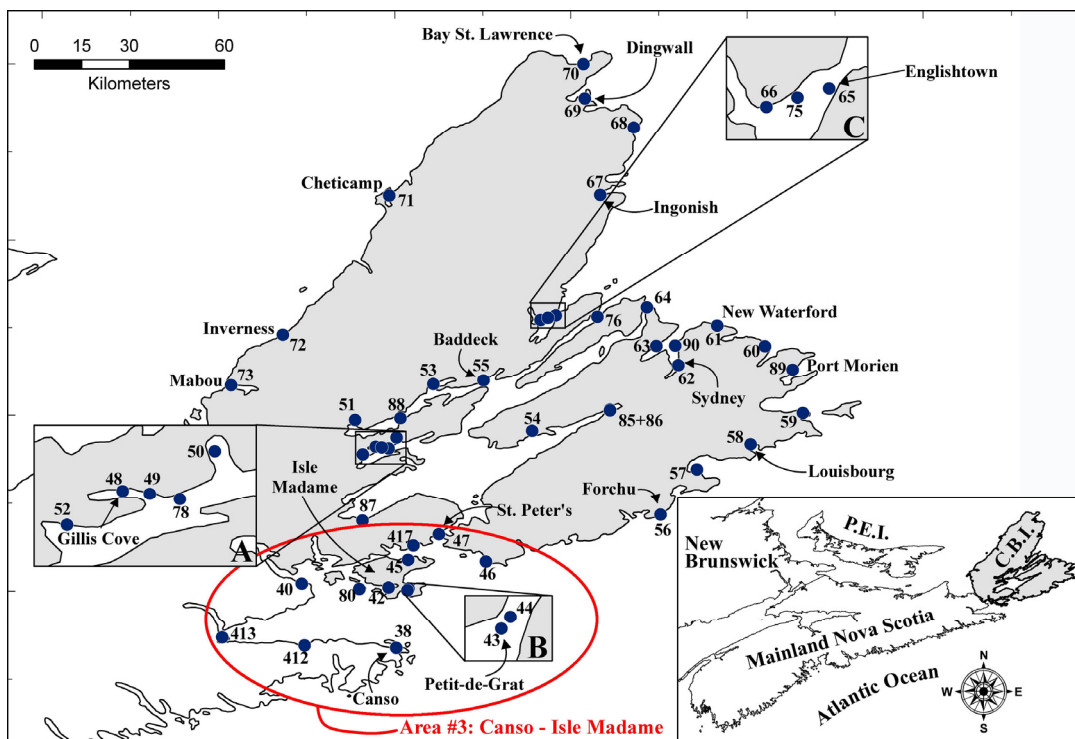 0 15 30 60
Kilometers
Bay St. Lawrence
Dingwall
70
69
68
66
75
65
Englishtown
C
Cheticamp
71
67
Ingonish
64
New Waterford
76
61
Inverness
72
Baddeck
63
90
60
Port Morien
89
62
Sydney
Mabou
73
53
55
51
88
54
85+86
59
58
Louisbourg
57
Forchu
56
50
48
49
78
52
Gillis Cove
A
Isle
Madame
87
St. Peter's
417
47
45
46
40
80
42
44
43
B
Petit-de-Grat
413
412
38
Canso
Area #3: Canso - Isle Madame
New
Brunswick
P.E.I.
C.B.I.
Mainland Nova Scotia
Atlantic Ocean
N
W E
S